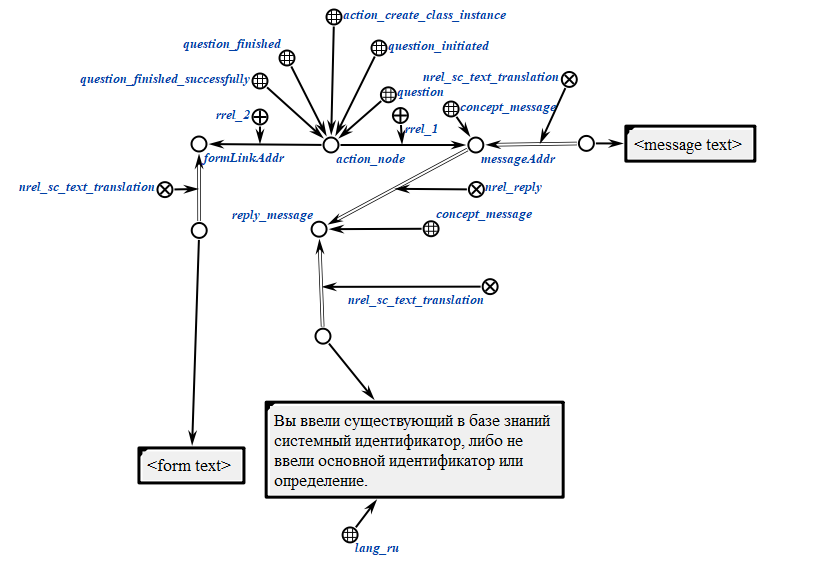 action_create_class_instance
question_finished
question_initiated
question_finished_successfully
nrel_sc_text_translation
question
concept_message
rrel_2
rrel_1
<message text>
formLinkAddr
action_node
messageAddr
nrel_sc_text_translation
nrel_reply
reply_message
concept_message
nrel_sc_text_translation
Вы ввели существующий в базе знаний
системный идентификатор, либо не
ввели основной идентификатор или
определение.
<form text>
lang_ru